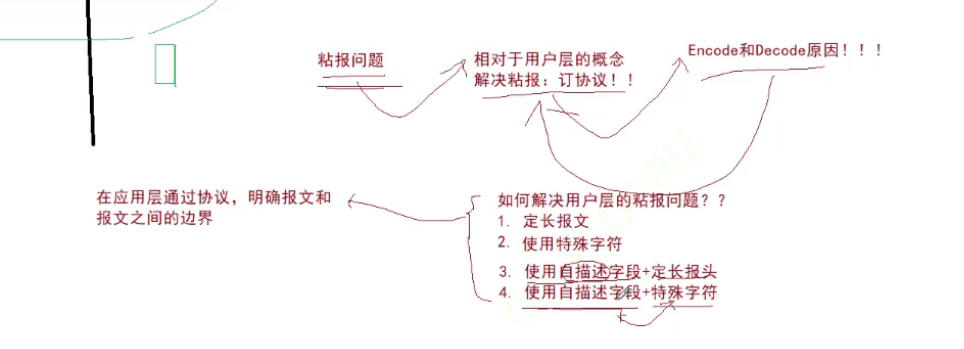 粘报问题
相对于用户层的概念
解决粘报：订协议！！
Encode和Decode原因！！！
在应用层通过协议，明确报文和
报文之间的边界
如何解决用户层的粘报问题？？
1. 定长报文
2. 使用特殊字符
3. 使用自描述字段+定长报头
4. 使用自描述字段+特殊字符